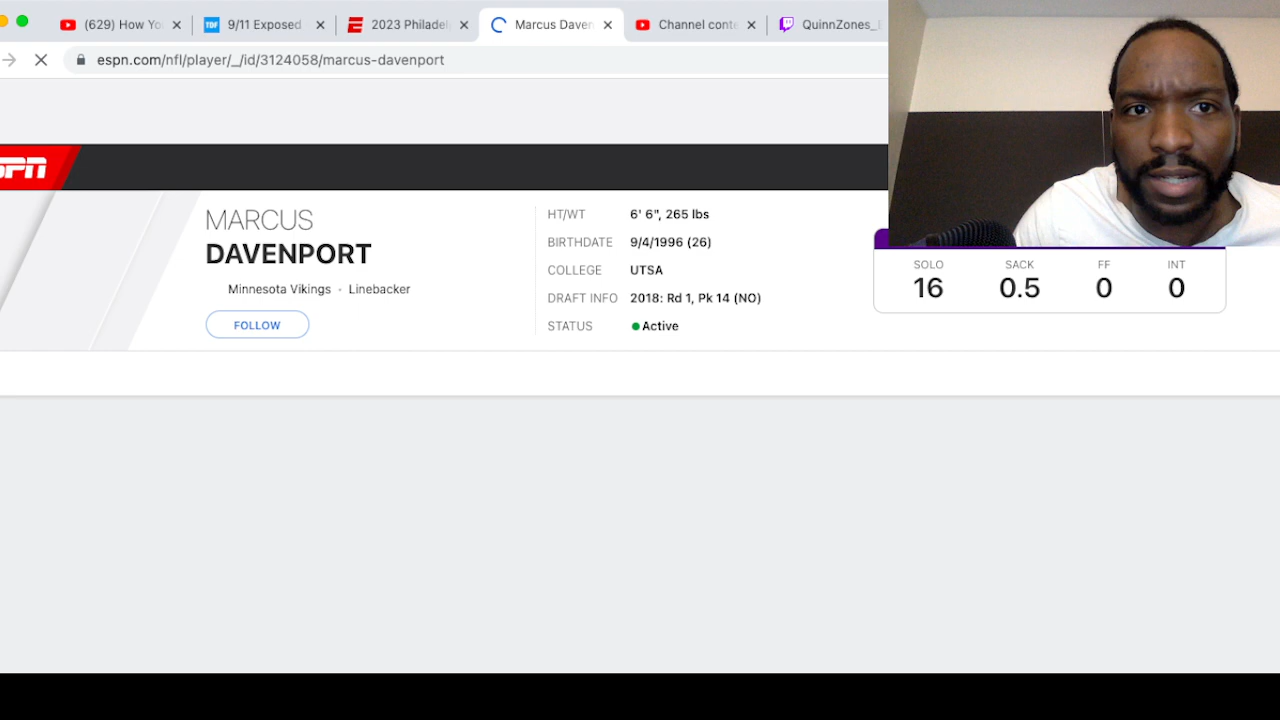 (629) How Yo
9/11 Exposed
2023 Philadel
Marcus Daven
Channel conte
QuinnZones_
espn.com/nfl/player/_/id/3124058/marcus-davenport
MARCUS
DAVENPORT
Minnesota Vikings · Linebacker
FOLLOW
HT/WT 6' 6", 265 lbs
BIRTHDATE 9/4/1996 (26)
COLLEGE UTSA
DRAFT INFO 2018: Rd 1, Pk 14 (NO)
STATUS Active
SOLO SACK FF INT
16 0.5 0 0